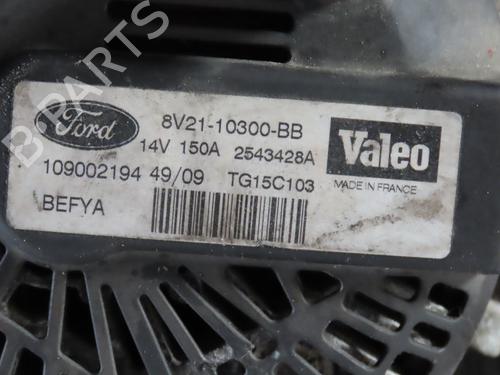 B PARTS
Ford
8V21-10300-BB
14V 150A 2543428A
109002194 49/09 TG15C103
BEFYA
Valeo
MADE IN FRANCE